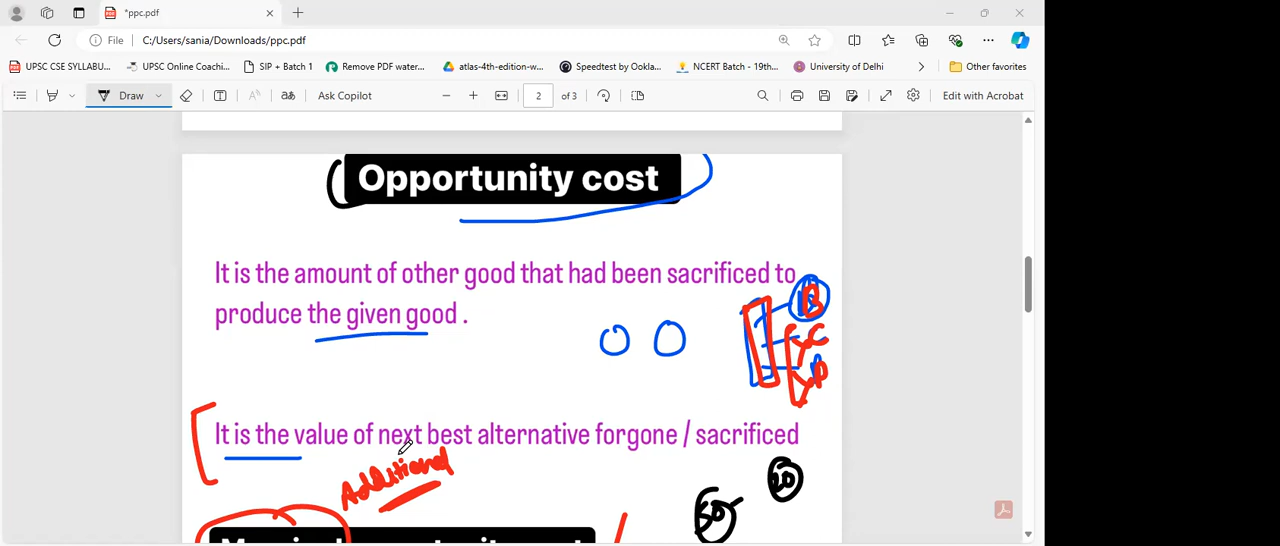 *ppc.pdf
File
C:/Users/sania/Downloads/ppc.pdf
UPSC CSE SYLLABU...
UPSC Online Coachi...
SIP + Batch 1
Remove PDF water...
atlas-4th-edition-w...
Speedtest by Ookla...
NCERT Batch - 19th...
University of Delhi
Other favorites
Draw
aあ
Ask Copilot
2
of 3
Edit with Acrobat
Opportunity cost
It is the amount of other good that had been sacrificed to
produce the given good .
B
C
It is the value of next best alternative forgone / sacrificed
Additional